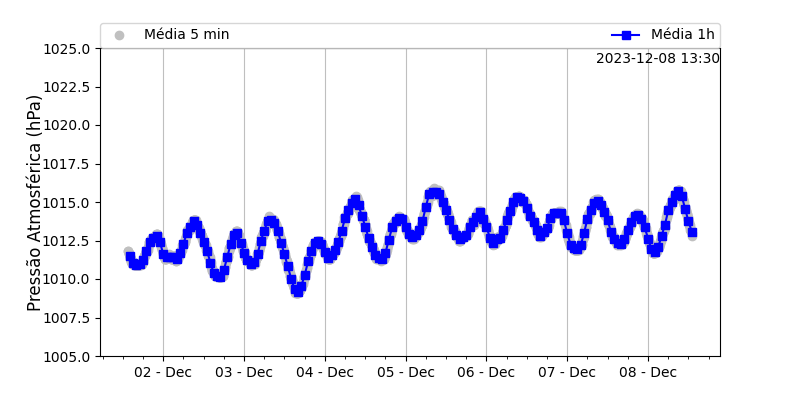 Média 5 min
Média 1h
2023-12-08 13:30
Pressão Atmosférica (hPa)
1025.0
1022.5
1020.0
1017.5
1015.0
1012.5
1010.0
1007.5
1005.0
02 - Dec
03 - Dec
04 - Dec
05 - Dec
06 - Dec
07 - Dec
08 - Dec